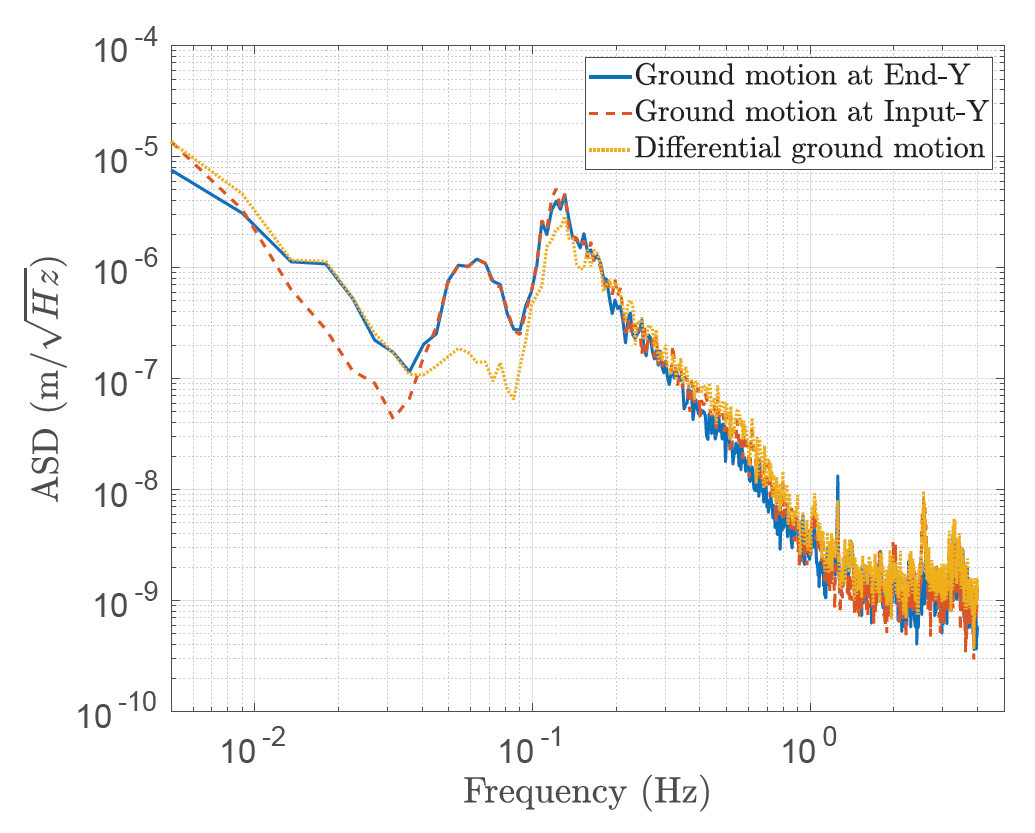 10^-4
10^-5
10^-6
10^-7
10^-8
10^-9
10^-10
ASD (m/√Hz)
Ground motion at End-Y
Ground motion at Input-Y
Differential ground motion
10^-2
10^-1
10^0
Frequency (Hz)